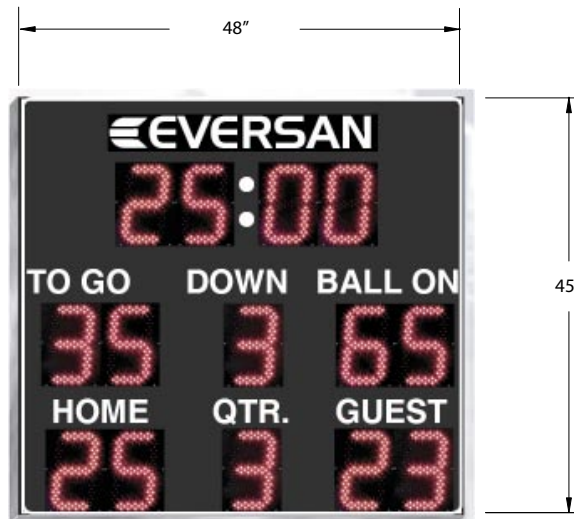 48”
EVERSAN
25:00
45
TO GO DOWN BALL ON
35 3 65
HOME QTR. GUEST
25 3 23